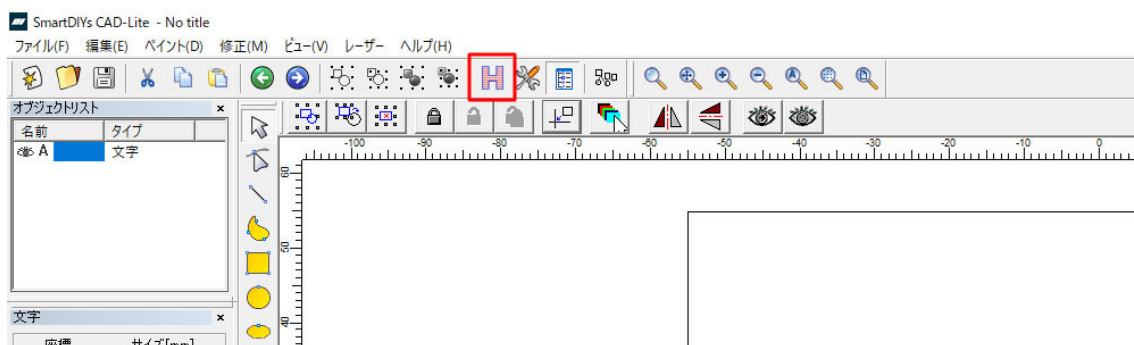 SmartDIYs CAD-Lite - No title
ファイル(F) 編集(E) ペイント(D) 修正(M) ビュー(V) レーザー ヘルプ(H)
オブジェクトリスト ×
名前 タイプ
A 文字
-100 -90 -80 -70 -60 -50 -40 -30 -20 -10 0
60
50
40
文字 ×
座標 サイズ[mm]